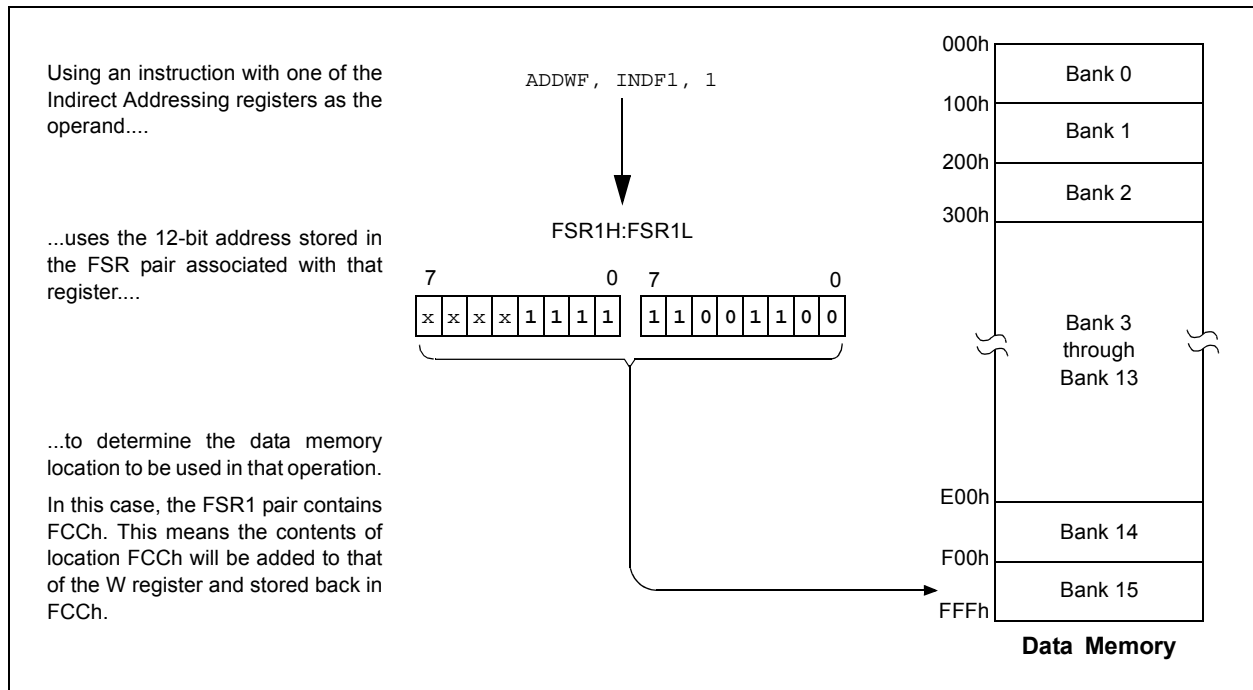 Using an instruction with one of the
Indirect Addressing registers as the
operand....
ADDWF, INDF1, 1
...uses the 12-bit address stored in
the FSR pair associated with that
register....
FSR1H:FSR1L
7 0 7 0
x x x x 1 1 1 1 1 1 0 0 1 1 0 0
...to determine the data memory
location to be used in that operation.
In this case, the FSR1 pair contains
FCCh. This means the contents of
location FCCh will be added to that
of the W register and stored back in
FCCh.
000h
Bank 0
100h
Bank 1
200h
Bank 2
300h
Bank 3
through
Bank 13
E00h
Bank 14
F00h
Bank 15
FFFh
Data Memory